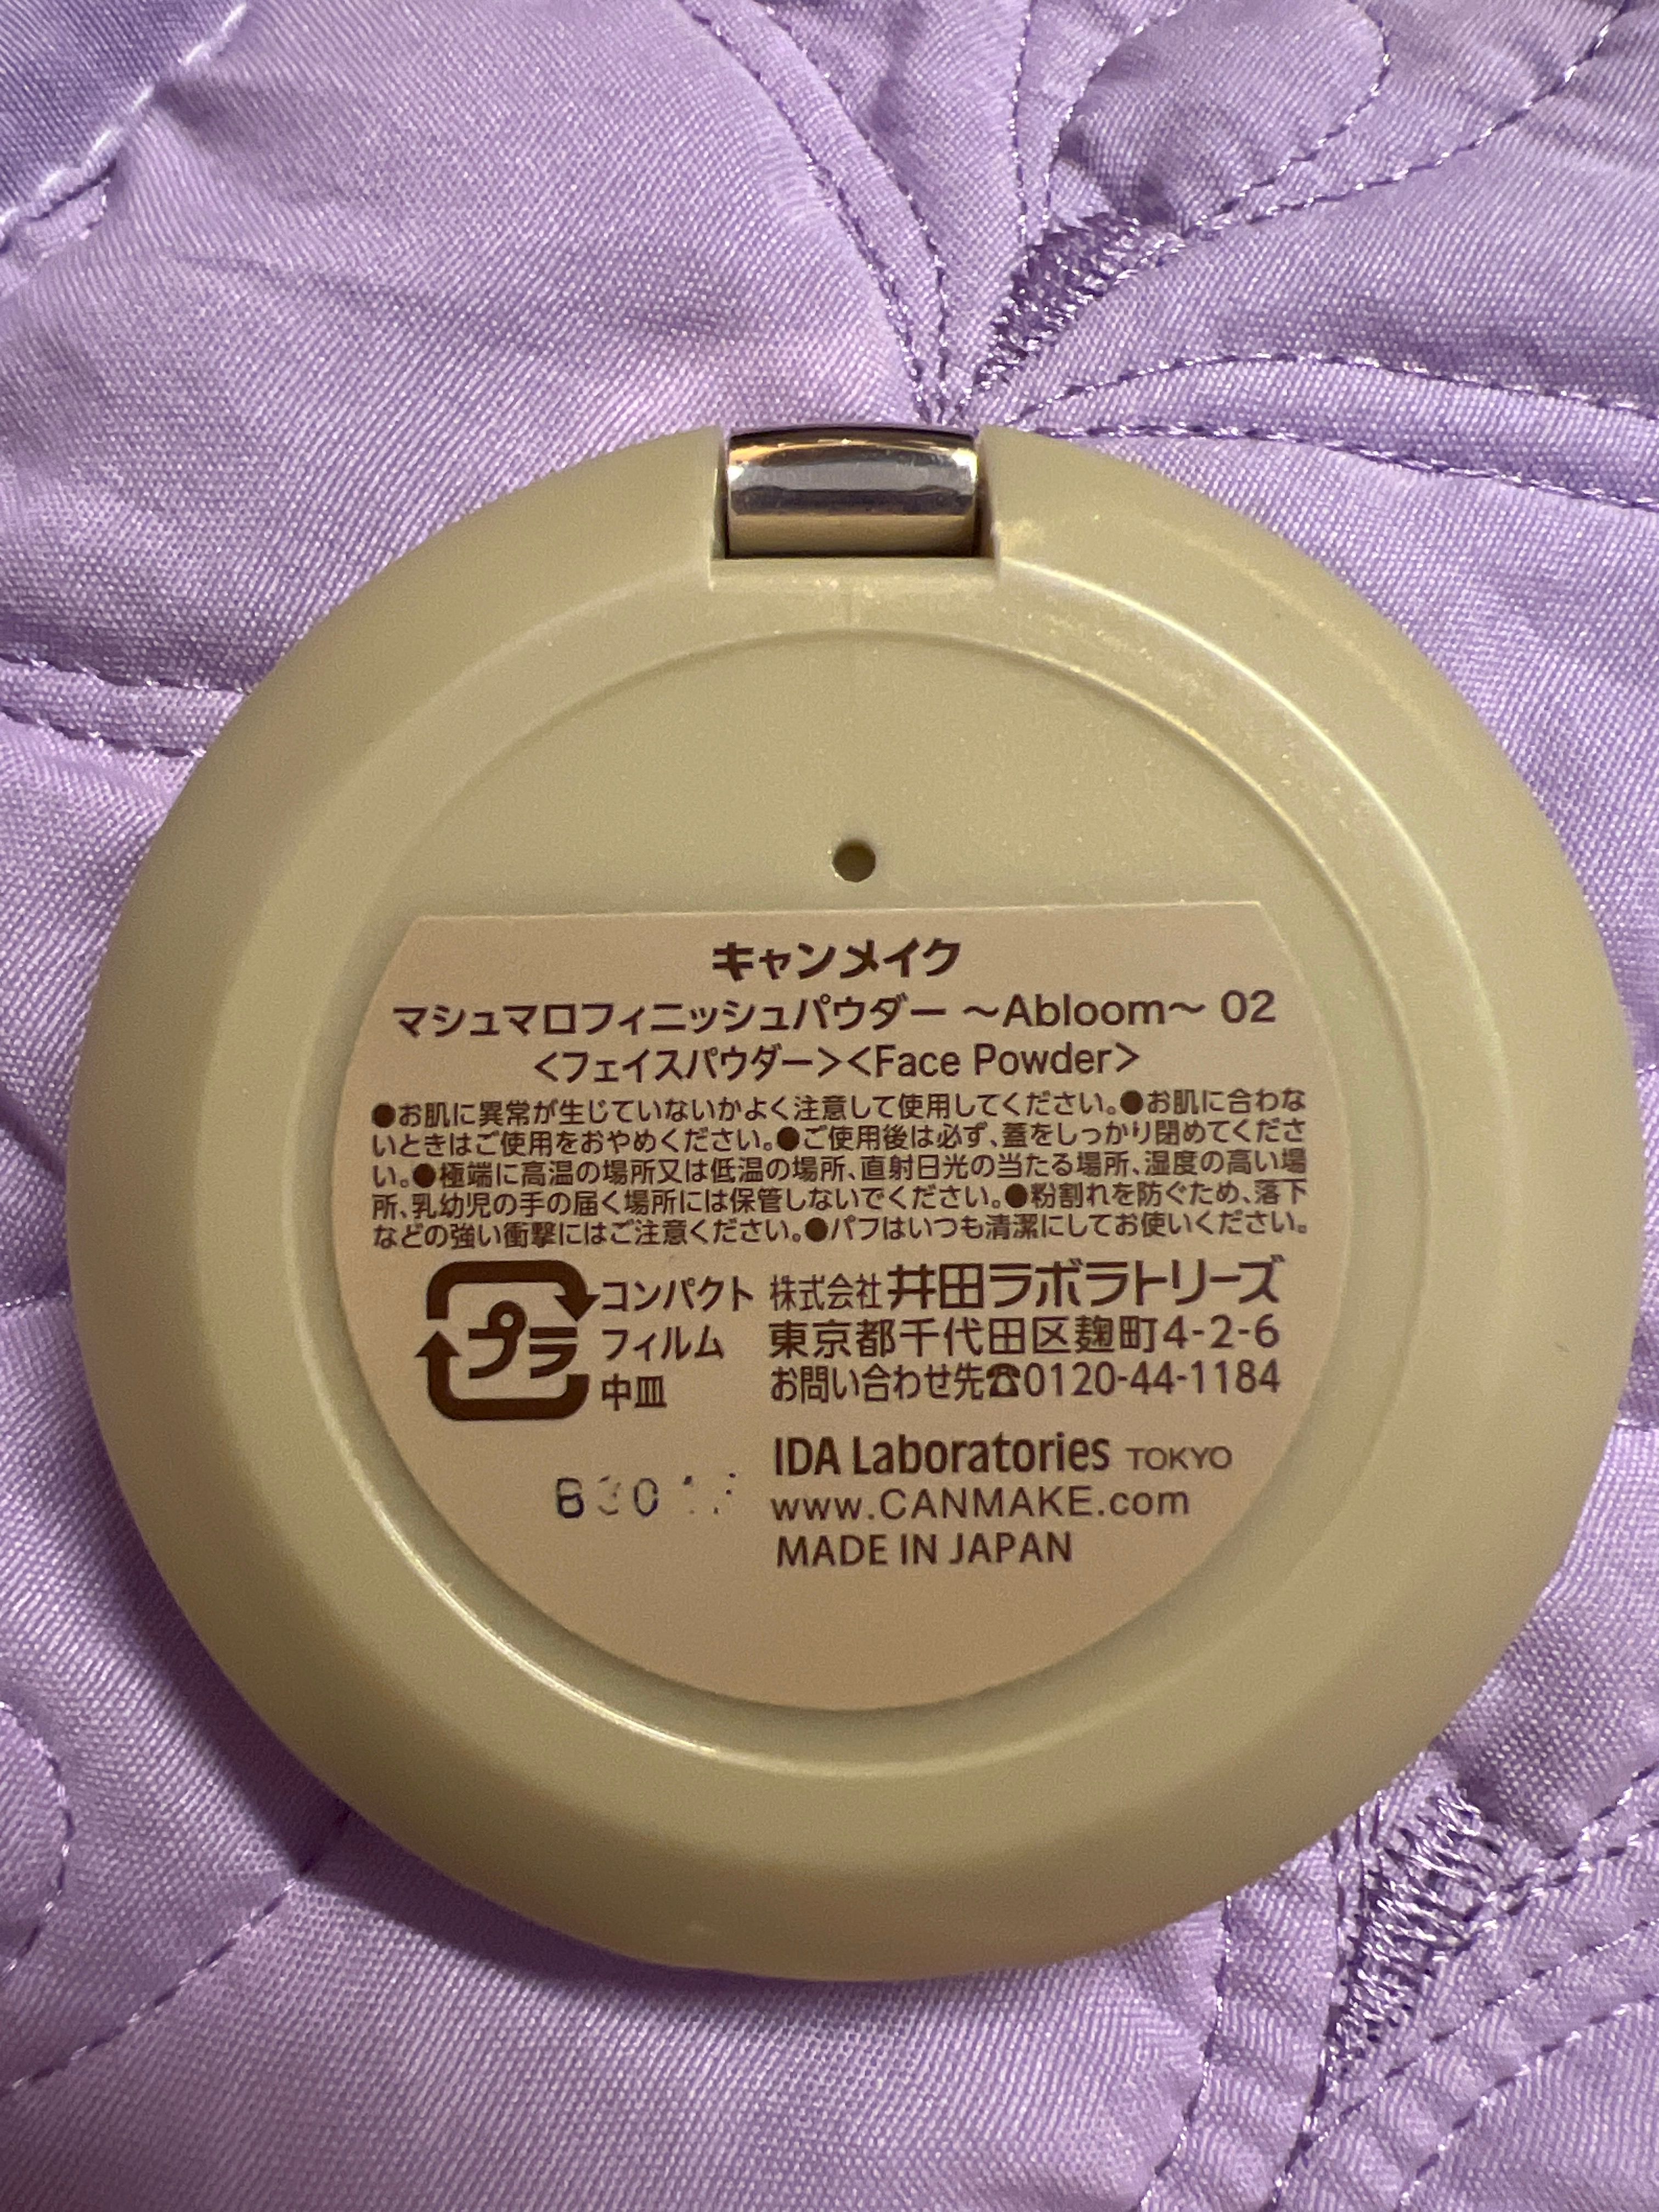 キャンメイク
マシュマロフィニッシュパウダー ～Abloom～ 02
<フェイスパウダー><Face Powder>
●お肌に異常が生じていないかよく注意して使用してください。●お肌に合わな
いときはご使用をおやめください。●ご使用後は必ず、蓋をしっかり閉めてくださ
い。●極端に高温の場所又は低温の場所、直射日光の当たる場所、湿度の高い場
所、乳幼児の手の届く場所には保管しないでください。●粉割れを防ぐため、落下
などの強い衝撃にはご注意ください。●パフはいつも清潔にしてお使いください。
プラ
コンパクト
フィルム
中皿
株式会社井田ラボラトリーズ
東京都千代田区麹町4-2-6
お問い合わせ先☎0120-44-1184
IDA Laboratories TOKYO
www.CANMAKE.com
MADE IN JAPAN